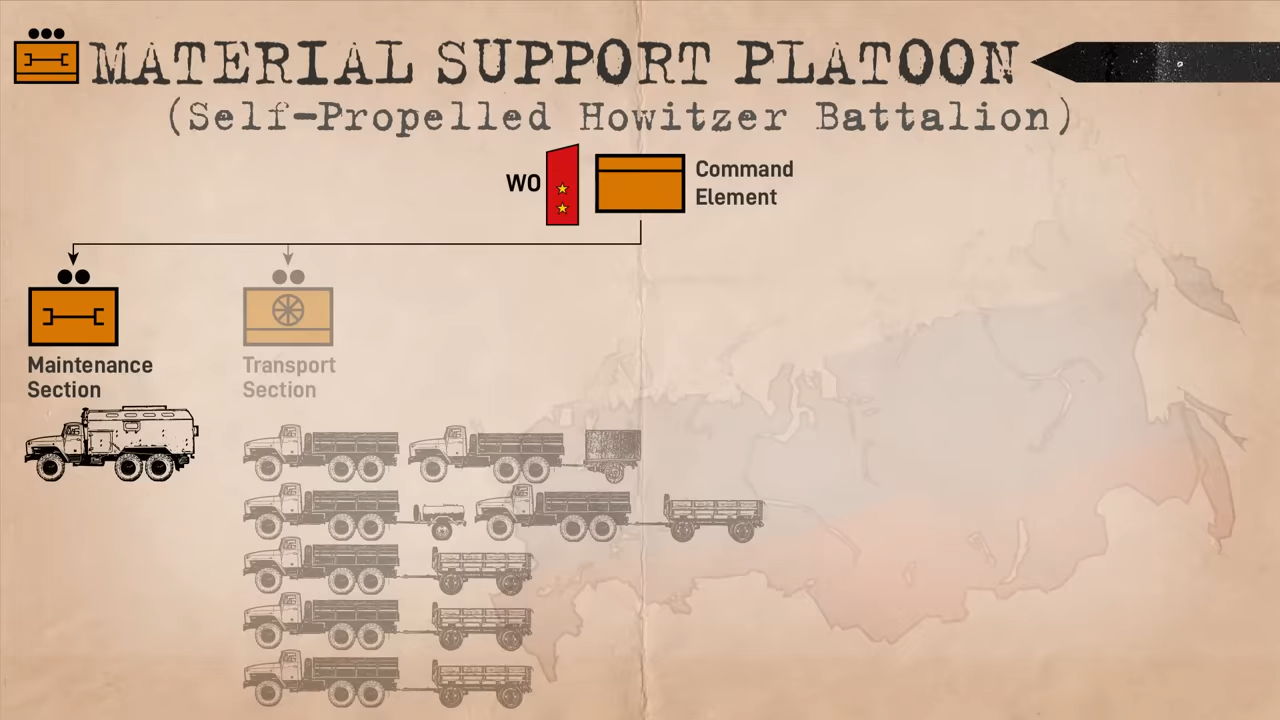 MATERIAL SUPPORT PLATOON
(Self-Propelled Howitzer Battalion)
WO
Command
Element
Maintenance
Section
Transport
Section